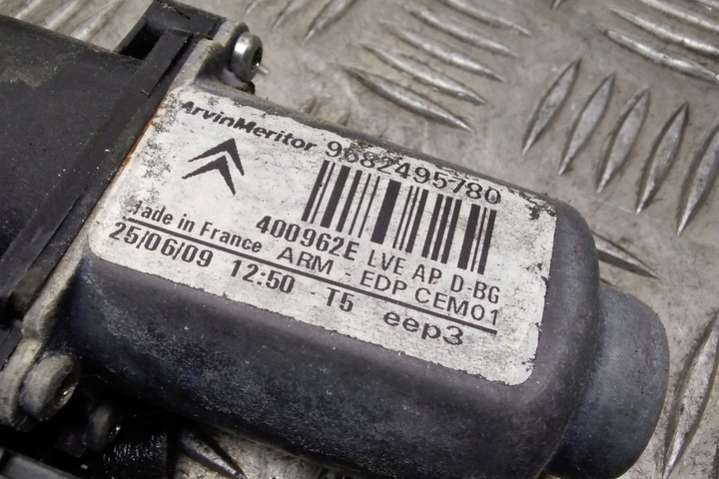 ArvinMeritor 9682495780
400962E LVE AP D-BG
Made in France ARM - EDP CEM01
25/06/09 12:50 T5 eep3